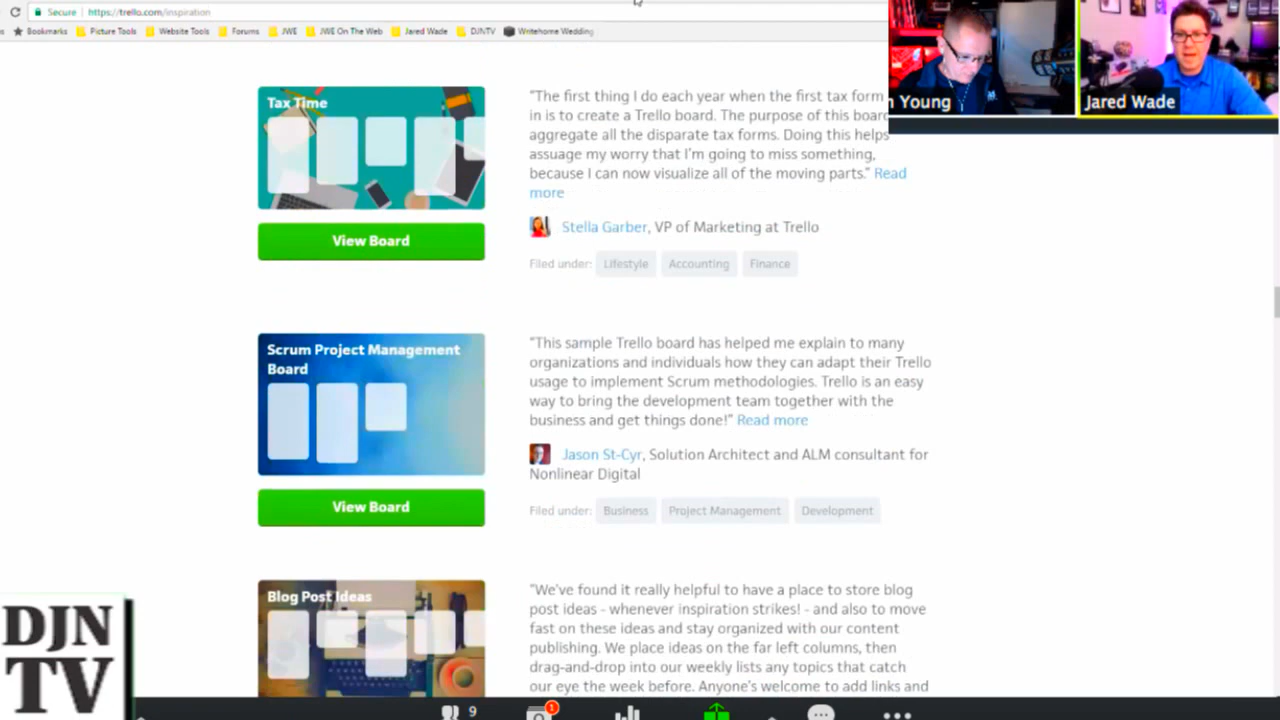 Secure https://trello.com/inspiration
Bookmarks Picture Tools Website Tools Forums JWE JWE On The Web Jared Wade DJNTV Writehome Wedding
Young
Jared Wade
Tax Time
View Board
"The first thing I do each year when the first tax form
in is to create a Trello board. The purpose of this board
aggregate all the disparate tax forms. Doing this helps
assuage my worry that I'm going to miss something,
because I can now visualize all of the moving parts." Read
more
Stella Garber, VP of Marketing at Trello
Filed under: Lifestyle Accounting Finance
Scrum Project Management
Board
View Board
"This sample Trello board has helped me explain to many
organizations and individuals how they can adapt their Trello
usage to implement Scrum methodologies. Trello is an easy
way to bring the development team together with the
business and get things done!" Read more
Jason St-Cyr, Solution Architect and ALM consultant for
Nonlinear Digital
Filed under: Business Project Management Development
Blog Post Ideas
"We've found it really helpful to have a place to store blog
post ideas - whenever inspiration strikes! - and also to move
fast on these ideas and stay organized with our content
publishing. We place ideas on the far left columns, then
drag-and-drop into our weekly lists any topics that catch
our eye the week before. Anyone's welcome to add links and
DJN
TV
9
1